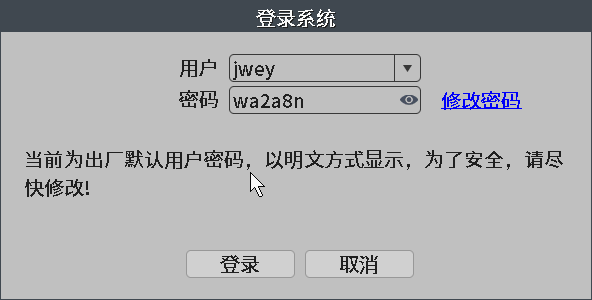 登录系统
用户 jwey
密码 wa2a8n 修改密码
当前为出厂默认用户密码，以明文方式显示，为了安全，请尽
快修改!
登录 取消